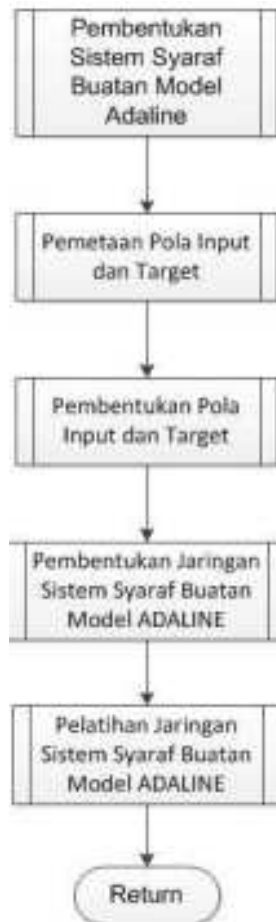 Pembentukan
Sistem Syaraf
Buatan Model
Adaline
Pemetaan Pola Input
dan Target
Pembentukan Pola
Input dan Target
Pembentukan Jaringan
Sistem Syaraf Buatan
Model ADALINE
Pelatihan Jaringan
Sistem Syaraf Buatan
Model ADALINE
Return